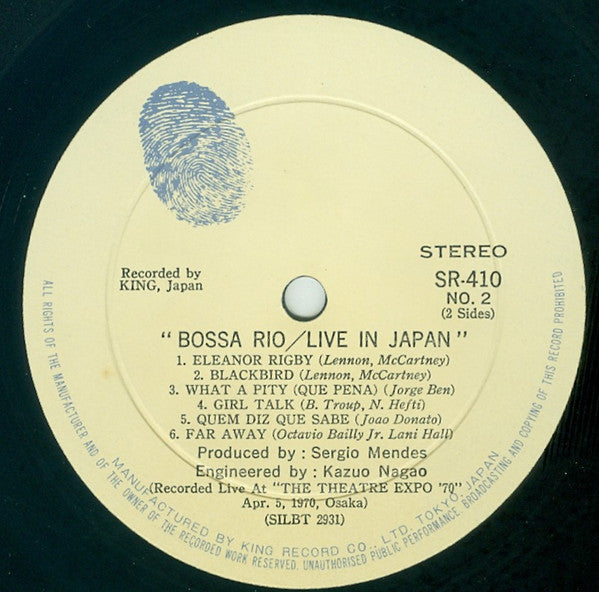 STEREO
Recorded by
KING, Japan
SR-410
NO. 2
(2 Sides)
" BOSSA RIO/LIVE IN JAPAN "
1. ELEANOR RIGBY (Lennon, McCartney)
2. BLACKBIRD (Lennon, McCartney)
3. WHAT A PITY (QUE PENA) (Jorge Ben)
4. GIRL TALK (B. Troup, N. Hefti)
5. QUEM DIZ QUE SABE (Joao Donato)
6. FAR AWAY (Octavio Bailly Jr. Lani Hall)
Produced by : Sergio Mendes
Engineered by : Kazuo Nagao
(Recorded Live At "THE THEATRE EXPO '70"
Apr. 5, 1970, Osaka)
(SILBT 2931)
MANUFACTURED BY KING RECORD CO., LTD. TOKYO, JAPAN
ALL RIGHTS OF THE MANUFACTURER AND OF THE OWNER OF THE RECORDED WORK RESERVED. UNAUTHORISED PUBLIC PERFORMANCE, BROADCASTING AND COPYING OF THIS RECORD PROHIBITED